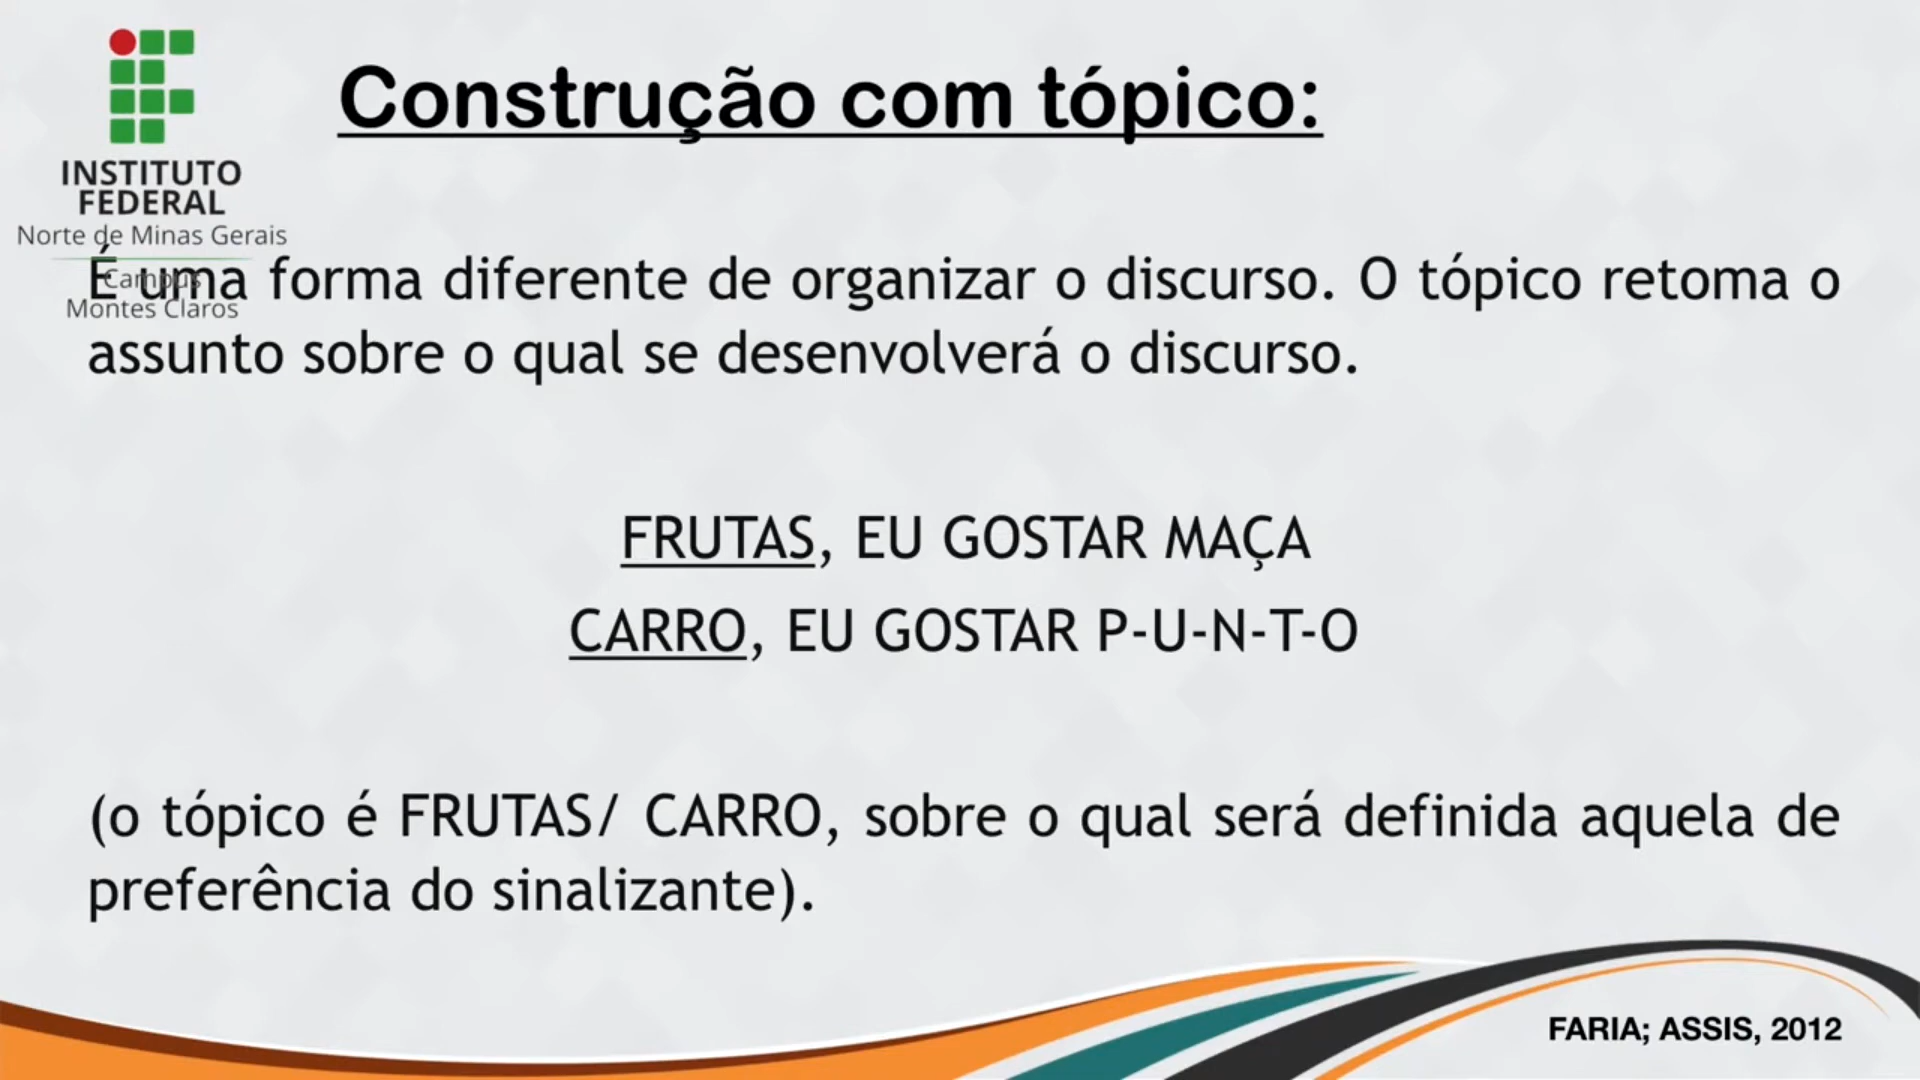 Construção com tópico:
INSTITUTO
FEDERAL
Norte de Minas Gerais
Campus
Montes Claros
É uma forma diferente de organizar o discurso. O tópico retoma o
assunto sobre o qual se desenvolverá o discurso.
FRUTAS, EU GOSTAR MAÇA
CARRO, EU GOSTAR P-U-N-T-O
(o tópico é FRUTAS/ CARRO, sobre o qual será definida aquela de
preferência do sinalizante).
FARIA; ASSIS, 2012